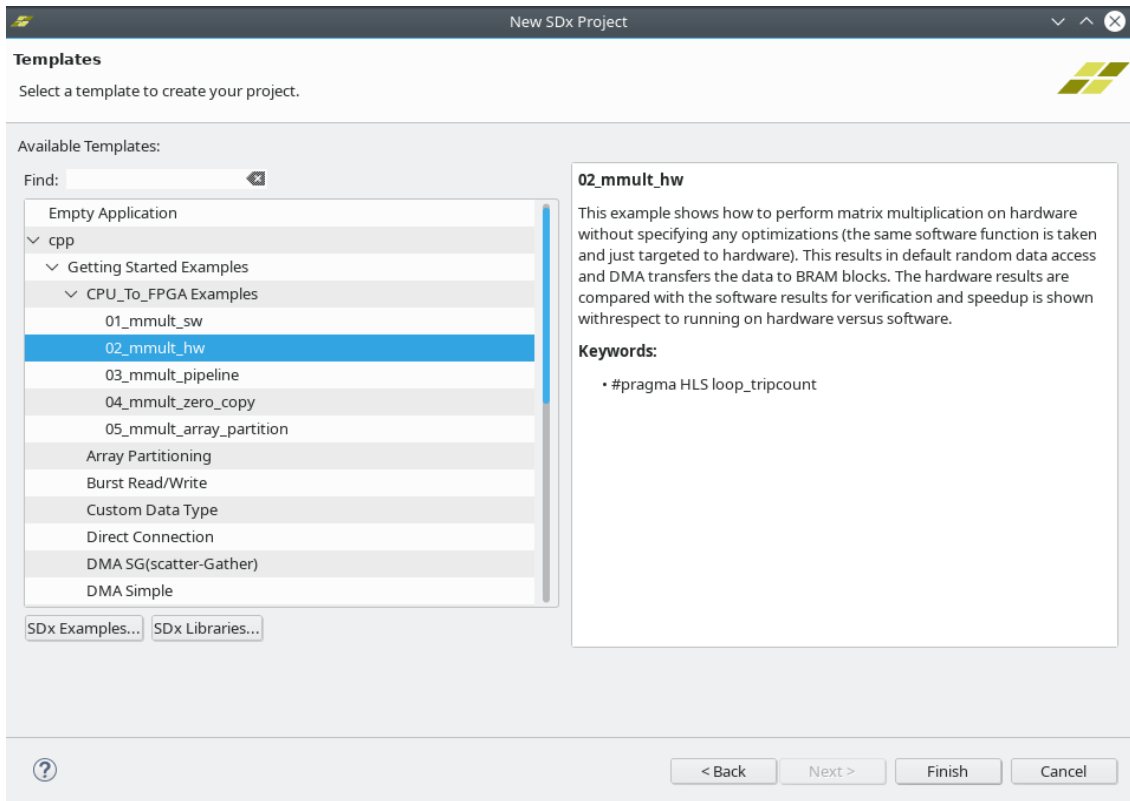 New SDx Project
Templates
Select a template to create your project.
Available Templates:
Find:
Empty Application
cpp
Getting Started Examples
CPU_To_FPGA Examples
01_mmult_sw
02_mmult_hw
03_mmult_pipeline
04_mmult_zero_copy
05_mmult_array_partition
Array Partitioning
Burst Read/Write
Custom Data Type
Direct Connection
DMA SG(scatter-Gather)
DMA Simple
SDx Examples...
SDx Libraries...
02_mmult_hw
This example shows how to perform matrix multiplication on hardware
without specifying any optimizations (the same software function is taken
and just targeted to hardware). This results in default random data access
and DMA transfers the data to BRAM blocks. The hardware results are
compared with the software results for verification and speedup is shown
withrespect to running on hardware versus software.
Keywords:
• #pragma HLS loop_tripcount
?
< Back
Next >
Finish
Cancel